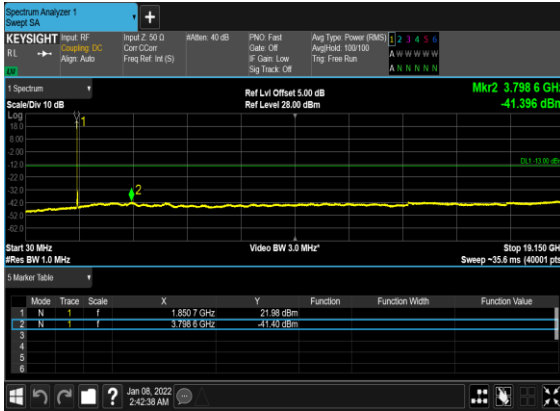 Spectrum Analyzer 1
Swept SA
+
KEYSIGHT Input: RF Input Z: 50 Ω #Atten: 40 dB PNO: Fast Avg Type: Power (RMS) 1 2 3 4 5 6
RL Coupling: DC Corr CCorr Gate: Off Avg|Hold: 100/100 A W W W W W
Align: Auto Freq Ref: Int (S) IF Gain: Low Trig: Free Run
Sig Track: Off A N N N N N
1 Spectrum Ref Lvl Offset 5.00 dB Mkr2 3.798 6 GHz
Scale/Div 10 dB Ref Level 28.00 dBm -41.396 dBm
Log
18.0
8.00
-2.00
-12.0
-22.0
-32.0
-42.0
-52.0
-62.0
1
DL1 -13.00 dBm
2
Start 30 MHz Video BW 3.0 MHz* Stop 19.150 GHz
#Res BW 1.0 MHz Sweep ~35.6 ms (40001 pts)
5 Marker Table
Mode Trace Scale X Y Function Function Width Function Value
1 N 1 f 1.850 7 GHz 21.98 dBm
2 N 1 f 3.798 6 GHz -41.40 dBm
3
4
5
6
? Jan 08, 2022
2:42:38 AM